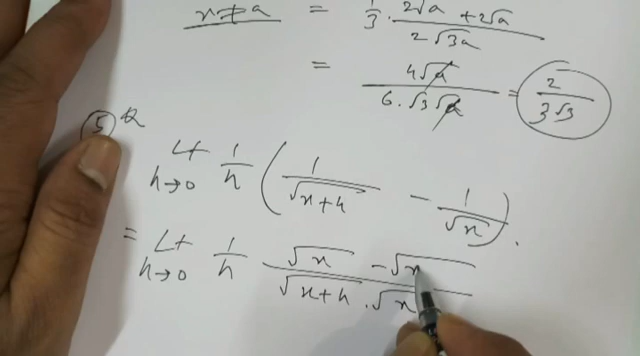 x→a = 1/3 · (2√a + 2√a)/(2√3a)
= 4√a/(6·√3√a) = 2/(3√3)
⑤ Q
Lt h→0 1/h (1/√(x+h) − 1/√x).
= Lt h→0 1/h (√x − √x)/(√(x+h) · √x)